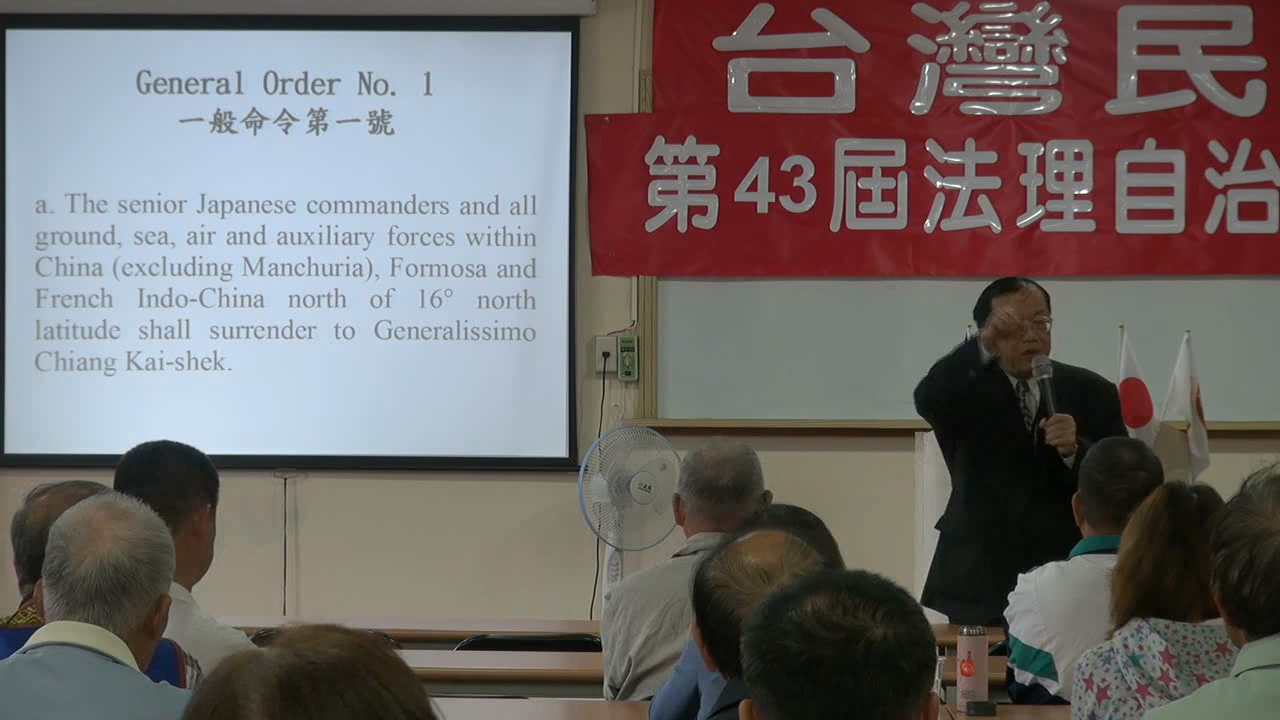 General Order No. 1
一般命令第一號
a. The senior Japanese commanders and all
ground, sea, air and auxiliary forces within
China (excluding Manchuria), Formosa and
French Indo-China north of 16° north
latitude shall surrender to Generalissimo
Chiang Kai-shek.
台灣民
第43屆法理自治